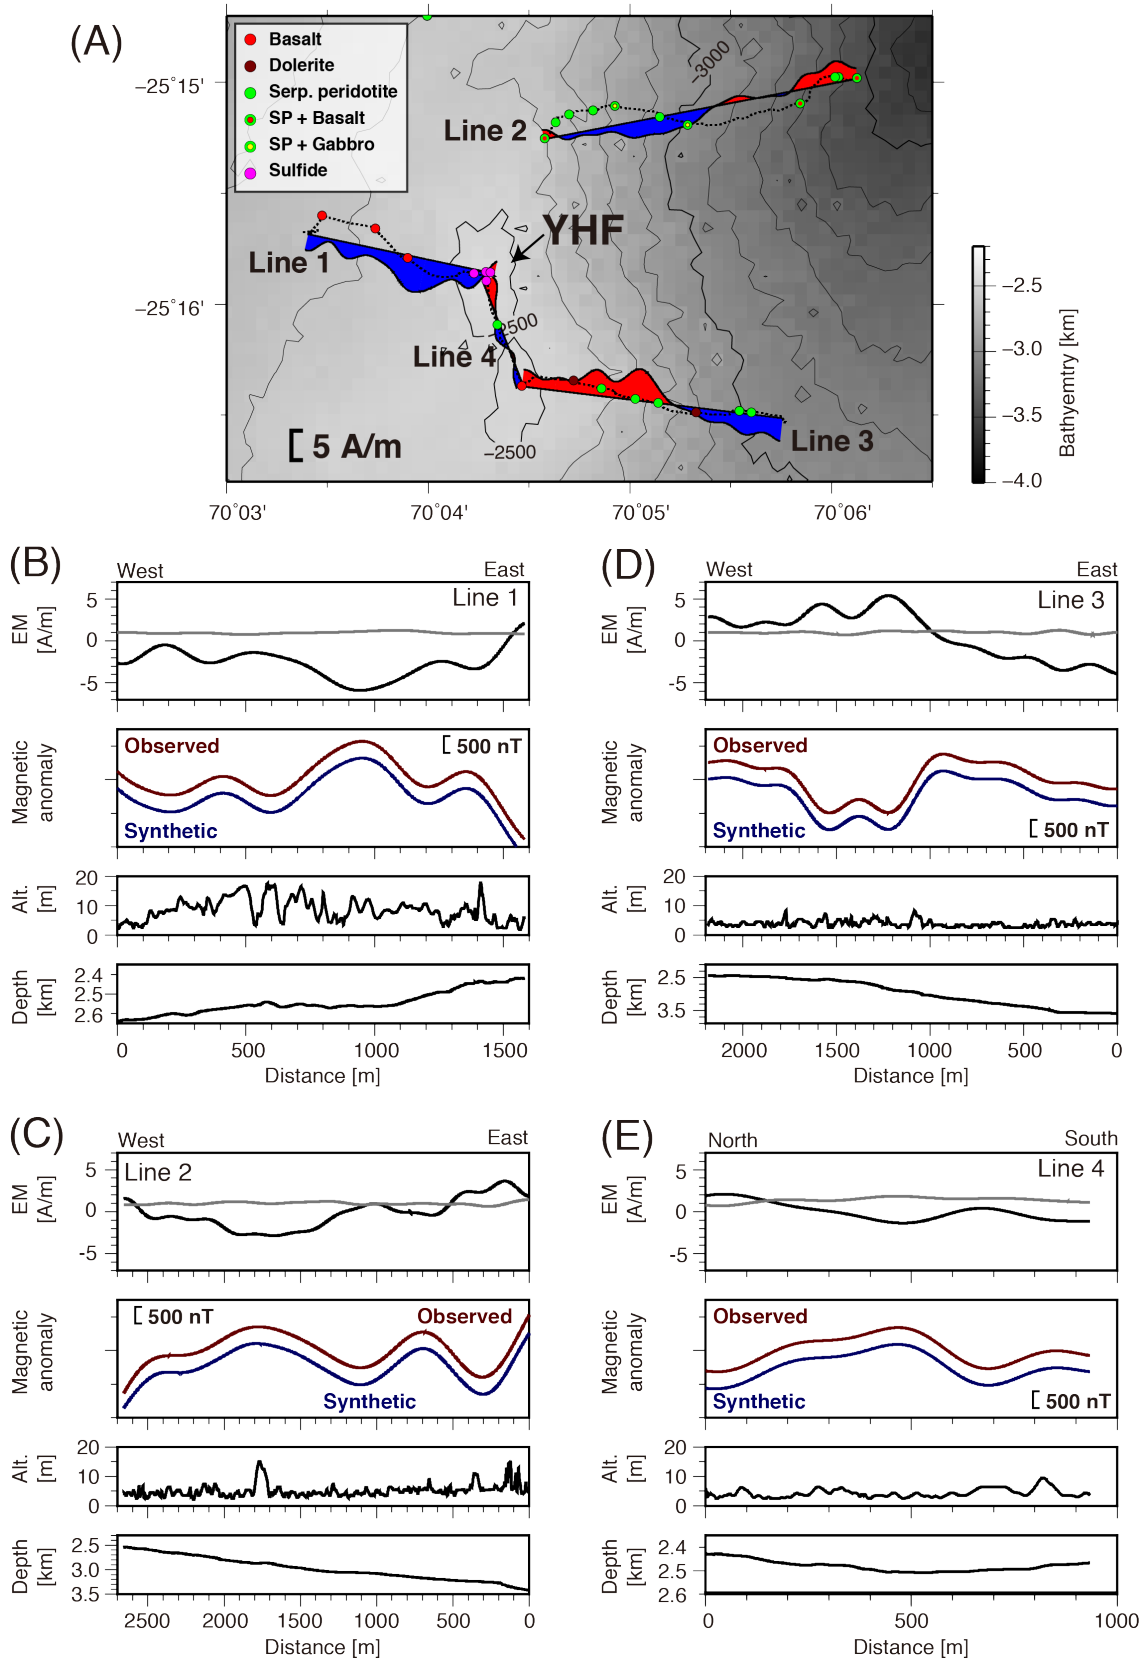 (A)
Basalt
Dolerite
Serp. peridotite
SP + Basalt
SP + Gabbro
Sulfide
−25˚15'
−25˚16'
−3000
Line 2
YHF
Line 1
2500
Line 4
5 A/m
−2500
Line 3
70˚03'
70˚04'
70˚05'
70˚06'
−2.5
−3.0
−3.5
−4.0
Bathyemtry [km]
(B)
West
East
Line 1
EM
[A/m]
5
0
-5
Magnetic
anomaly
Observed
500 nT
Synthetic
Alt.
[m]
20
10
0
Depth
[km]
2.4
2.5
2.6
0
500
1000
1500
Distance [m]
(D)
West
East
Line 3
EM
[A/m]
5
0
-5
Magnetic
anomaly
Observed
Synthetic
500 nT
Alt.
[m]
20
10
0
Depth
[km]
2.5
3.5
2000
1500
1000
500
0
Distance [m]
(C)
West
East
Line 2
EM
[A/m]
5
0
-5
Magnetic
anomaly
500 nT
Observed
Synthetic
Alt.
[m]
20
10
0
Depth
[km]
2.5
3.0
3.5
2500
2000
1500
1000
500
0
Distance [m]
(E)
North
South
Line 4
EM
[A/m]
5
0
-5
Magnetic
anomaly
Observed
Synthetic
500 nT
Alt.
[m]
20
10
0
Depth
[km]
2.4
2.5
2.6
0
500
1000
Distance [m]